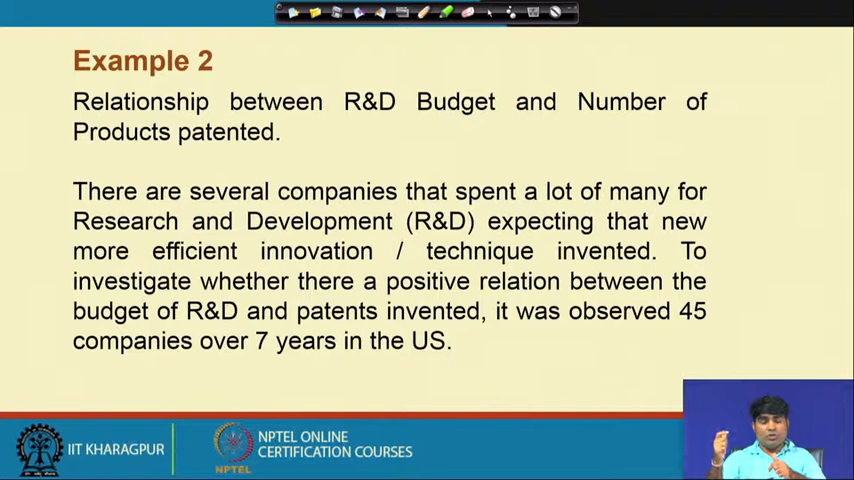 Example 2
Relationship between R&D Budget and Number of
Products patented.
There are several companies that spent a lot of many for
Research and Development (R&D) expecting that new
more efficient innovation / technique invented. To
investigate whether there a positive relation between the
budget of R&D and patents invented, it was observed 45
companies over 7 years in the US.
IIT KHARAGPUR
NPTEL
NPTEL ONLINE
CERTIFICATION COURSES